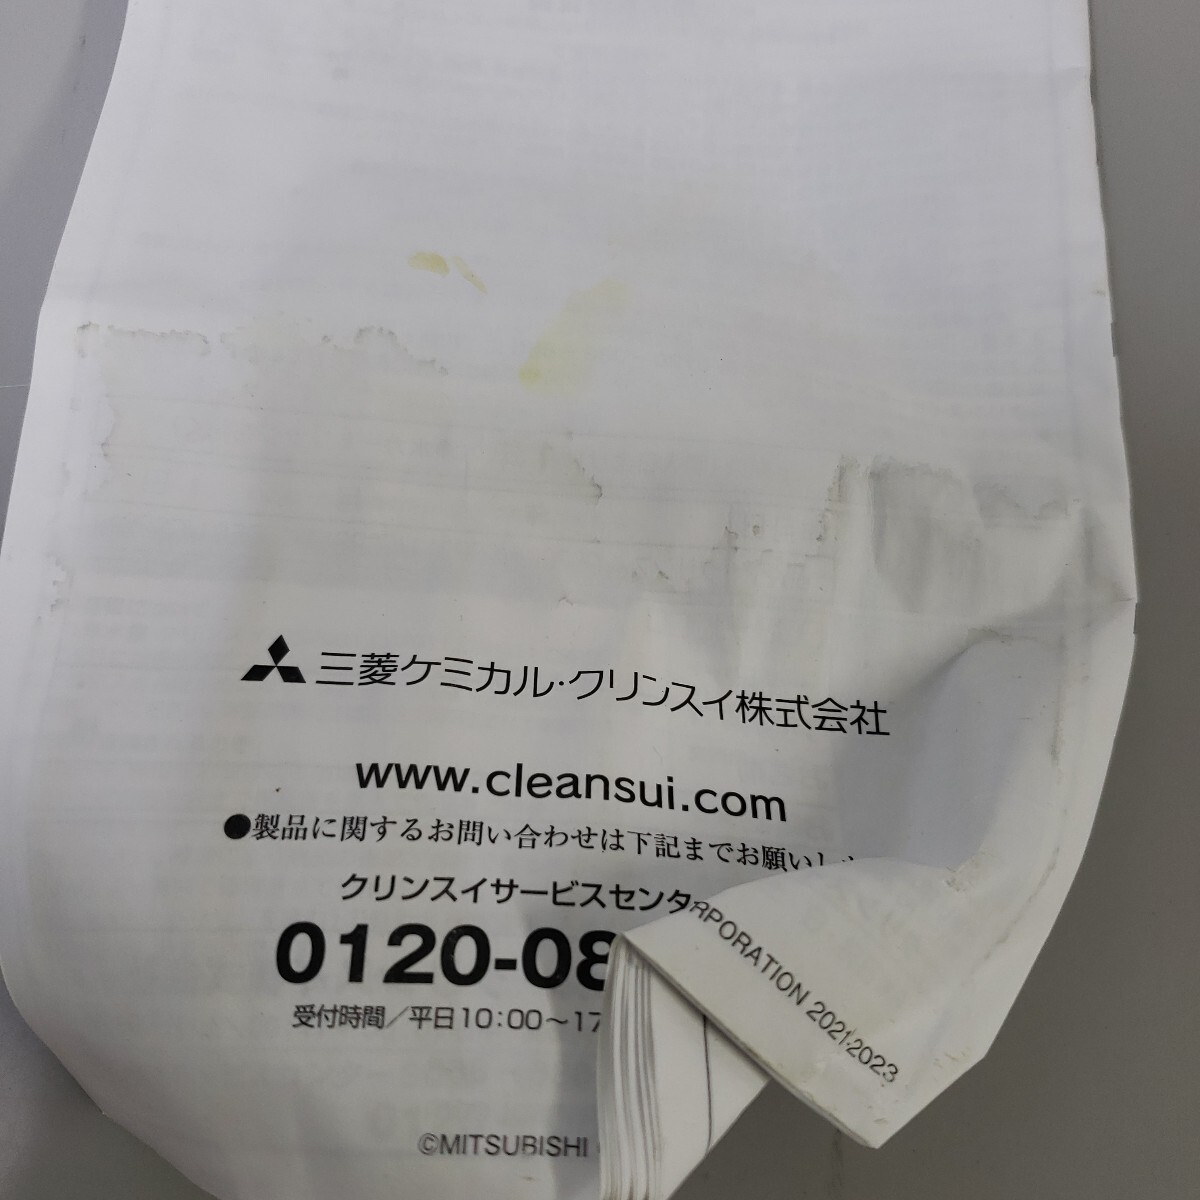 三菱ケミカル・クリンスイ株式会社
www.cleansui.com
●製品に関するお問い合わせは下記までお願いし
クリンスイサービスセンタ
0120-08
受付時間/平日10:00〜17
©MITSUBISHI
RPORATION 2021,2023